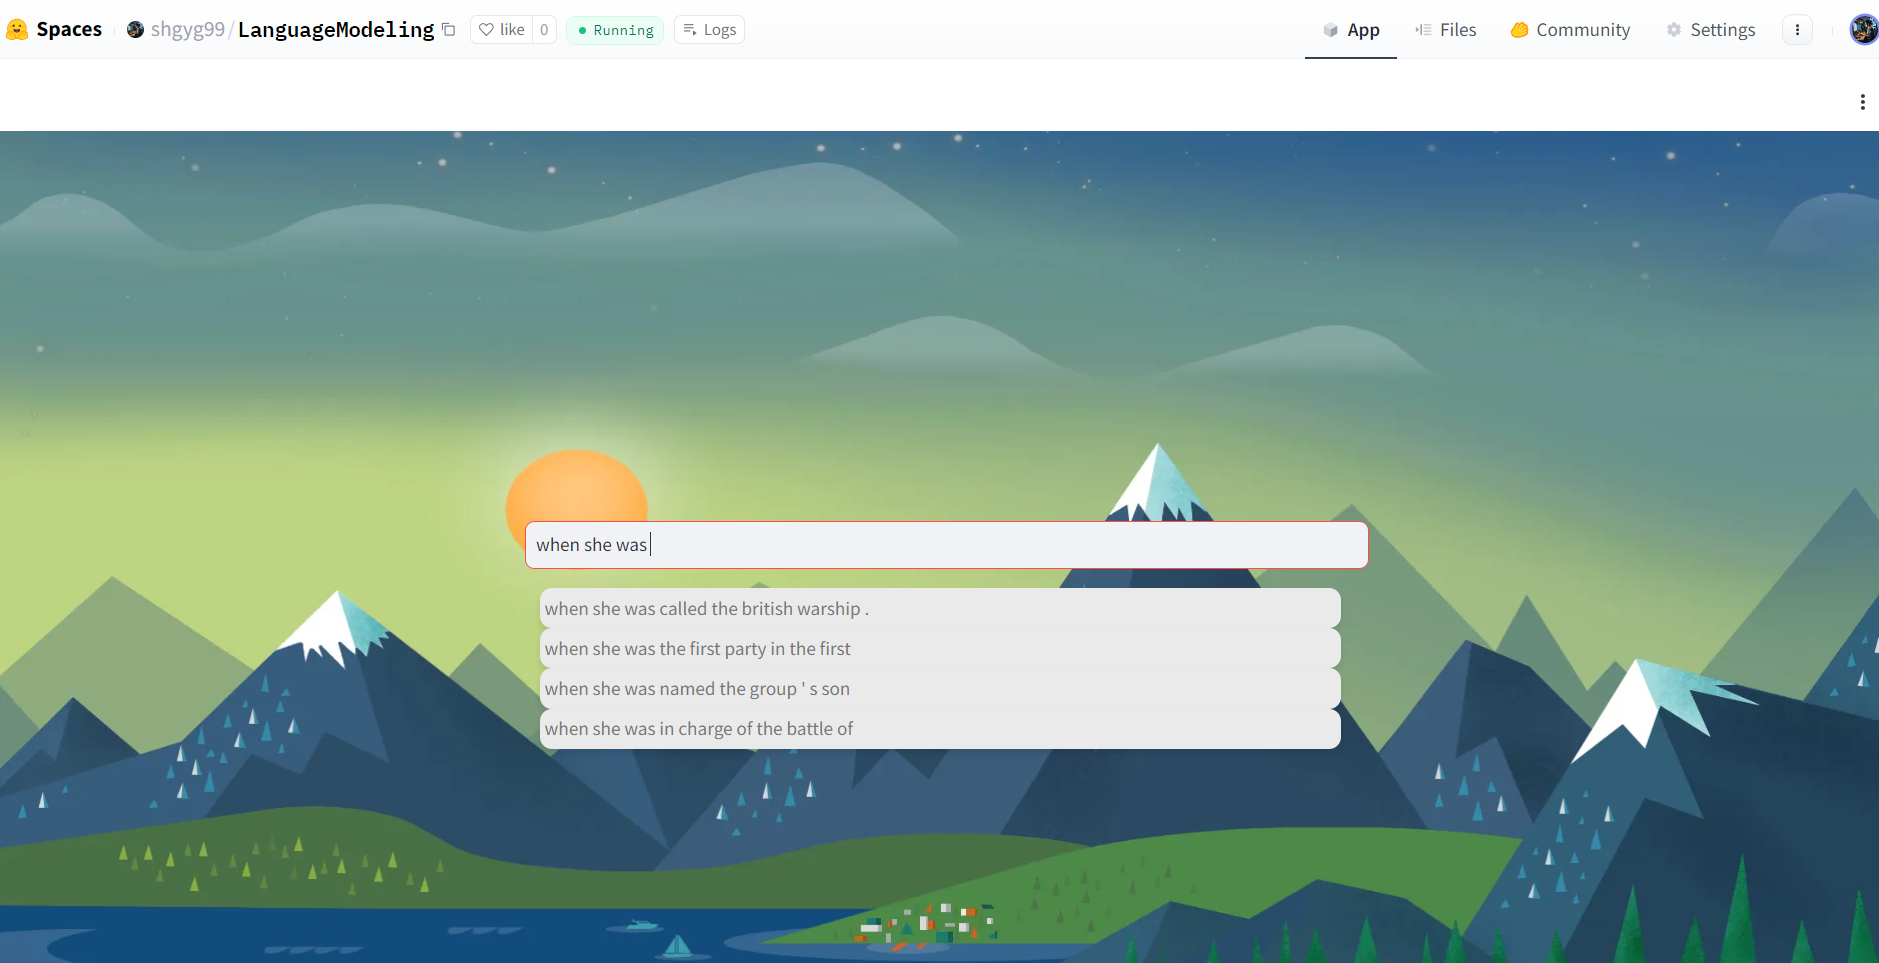 Spaces shgyg99/LanguageModeling like 0 Running Logs App Files Community Settings
when she was
when she was called the british warship .
when she was the first party in the first
when she was named the group ' s son
when she was in charge of the battle of